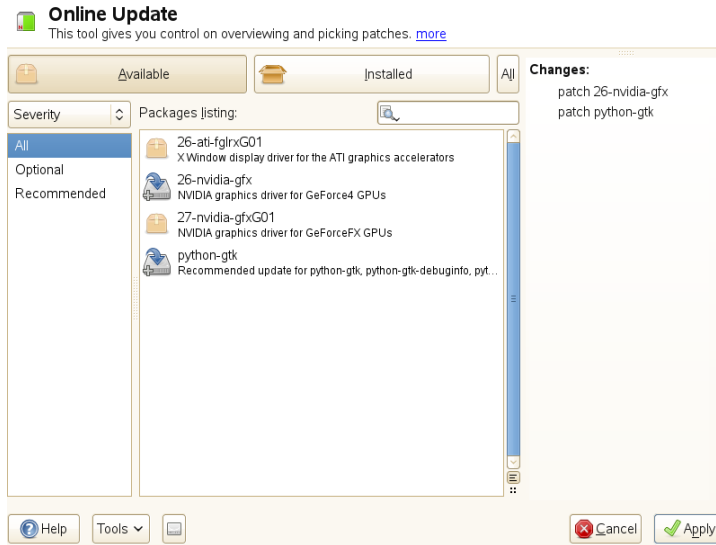 Online Update
This tool gives you control on overviewing and picking patches. more
Available
Installed
All
Severity
Packages listing:
All
Optional
Recommended
26-ati-fglrxG01
X Window display driver for the ATI graphics accelerators
26-nvidia-gfx
NVIDIA graphics driver for GeForce4 GPUs
27-nvidia-gfxG01
NVIDIA graphics driver for GeForceFX GPUs
python-gtk
Recommended update for python-gtk, python-gtk-debuginfo, pyt...
Changes:
patch 26-nvidia-gfx
patch python-gtk
Help
Tools
Cancel
Apply